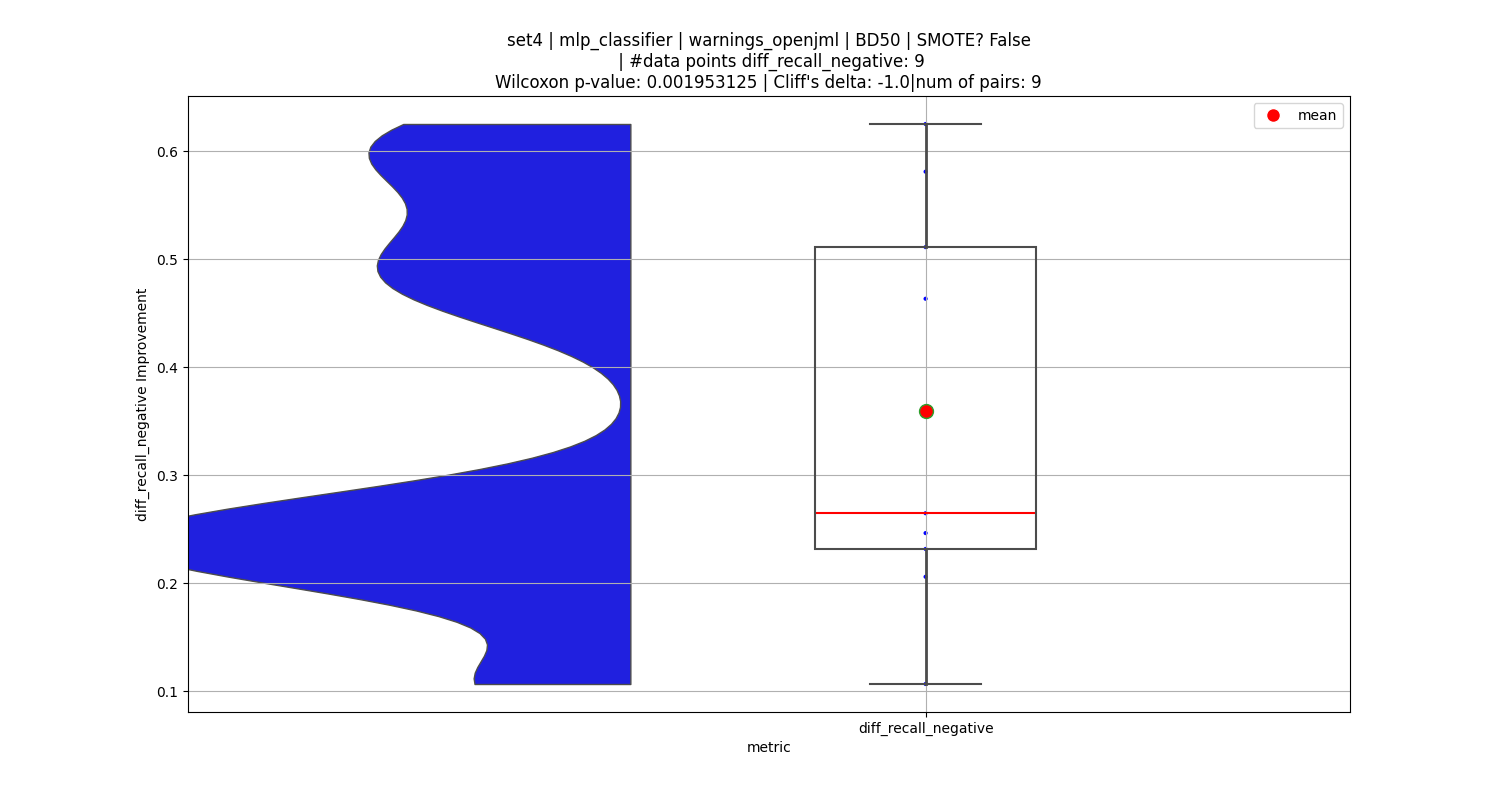 set4 | mlp_classifier | warnings_openjml | BD50 | SMOTE? False
| #data points diff_recall_negative: 9
Wilcoxon p-value: 0.001953125 | Cliff's delta: -1.0|num of pairs: 9
mean
0.6
0.5
0.4
0.3
0.2
0.1
diff_recall_negative Improvement
diff_recall_negative
metric